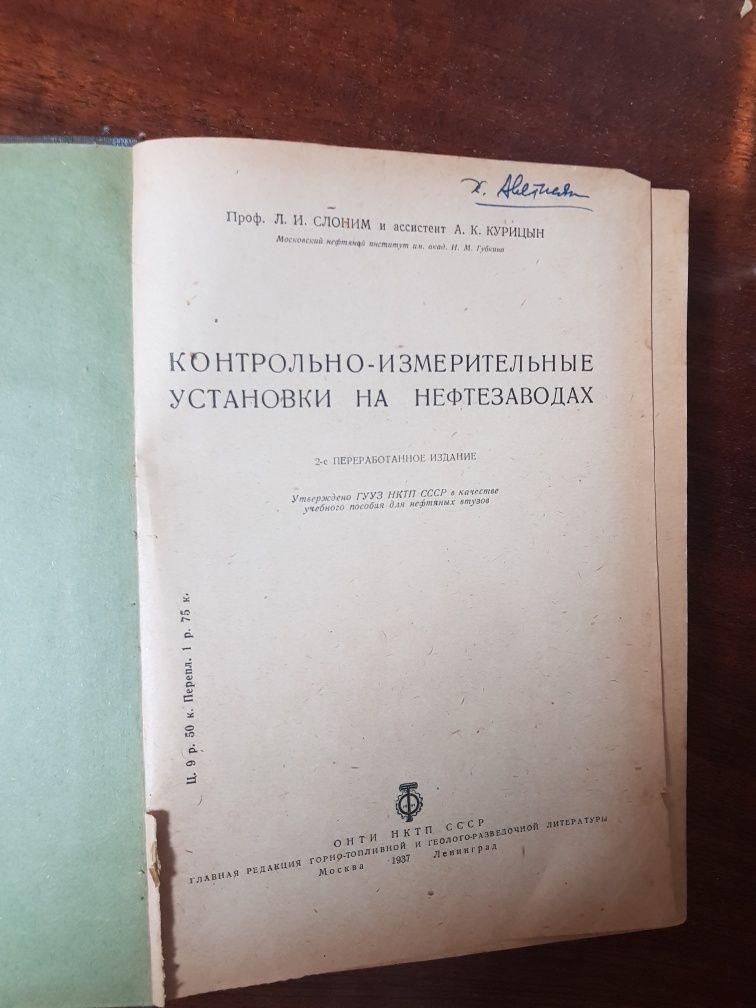 Проф. Л. И. СЛОНИМ и ассистент А. К. КУРИЦЫН
Московский нефтяной институт им. акад. И. М. Губкина
КОНТРОЛЬНО-ИЗМЕРИТЕЛЬНЫЕ
УСТАНОВКИ НА НЕФТЕЗАВОДАХ
2-е ПЕРЕРАБОТАННОЕ ИЗДАНИЕ
Утверждено ГУУЗ НКТП СССР в качестве
учебного пособия для нефтяных втузов
Ц. 9 р. 50 к. Перепл. 1 р. 75 к.
ОНТИ НКТП СССР
ГЛАВНАЯ РЕДАКЦИЯ ГОРНО-ТОПЛИВНОЙ И ГЕОЛОГО-РАЗВЕДОЧНОЙ ЛИТЕРАТУРЫ
Москва 1937 Ленинград